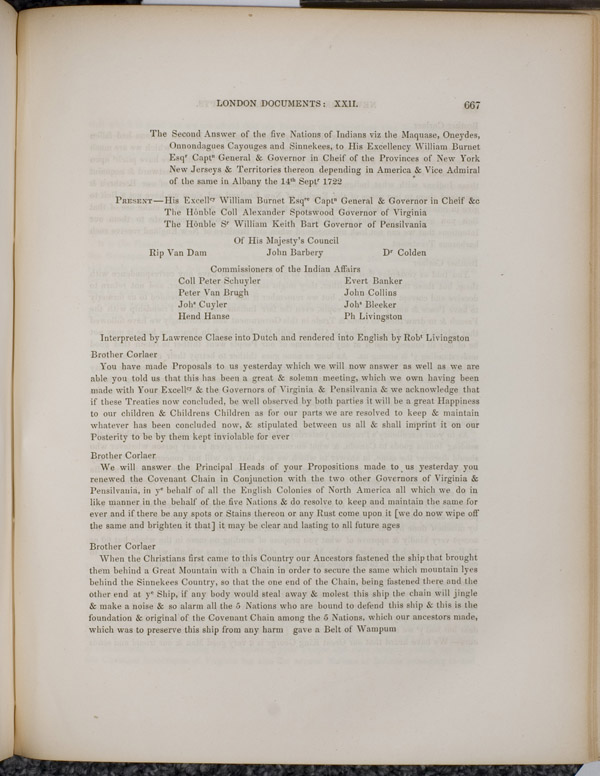 LONDON DOCUMENTS: XXII. 667
The Second Answer of the five Nations of Indians viz the Maquase, Oneydes,
Onnondagues Cayouges and Sinnekees, to His Excellency William Burnet
Esqʳ Captⁿ General & Governor in Cheif of the Provinces of New York
New Jerseys & Territories thereon depending in America & Vice Admiral
of the same in Albany the 14ᵗʰ Septʳ 1722
PRESENT—His Excellᶜʸ William Burnet Esqʳᵉ Captⁿ General & Governor in Cheif &c
The Hònble Coll Alexander Spotswood Governor of Virginia
The Hònble Sʳ William Keith Bart Governor of Pensilvania
Of His Majesty's Council
Rip Van Dam John Barbery Dʳ Colden
Commissioners of the Indian Affairs
Coll Peter Schuyler Evert Banker
Peter Van Brugh John Collins
Johˢ Cuyler Johˢ Bleeker
Hend Hanse Ph Livingston
Interpreted by Lawrence Claese into Dutch and rendered into English by Robᵗ Livingston
Brother Corlaer
You have made Proposals to us yesterday which we will now answer as well as we are
able you told us that this has been a great & solemn meeting, which we own having been
made with Your Excellᶜʸ & the Governors of Virginia & Pensilvania & we acknowledge that
if these Treaties now concluded, be well observed by both parties it will be a great Happiness
to our children & Childrens Children as for our parts we are resolved to keep & maintain
whatever has been concluded now, & stipulated between us all & shall imprint it on our
Posterity to be by them kept inviolable for ever
Brother Corlaer
We will answer the Principal Heads of your Propositions made to us yesterday you
renewed the Covenant Chain in Conjunction with the two other Governors of Virginia &
Pensilvania, in yᵉ behalf of all the English Colonies of North America all which we do in
like manner in the behalf of the five Nations & do resolve to keep and maintain the same for
ever and if there be any spots or Stains thereon or any Rust come upon it [we do now wipe off
the same and brighten it that] it may be clear and lasting to all future ages
Brother Corlaer
When the Christians first came to this Country our Ancestors fastened the ship that brought
them behind a Great Mountain with a Chain in order to secure the same which mountain lyes
behind the Sinnekees Country, so that the one end of the Chain, being fastened there and the
other end at yᵉ Ship, if any body would steal away & molest this ship the chain will jingle
& make a noise & so alarm all the 5 Nations who are bound to defend this ship & this is the
foundation & original of the Covenant Chain among the 5 Nations, which our ancestors made,
which was to preserve this ship from any harm gave a Belt of Wampum